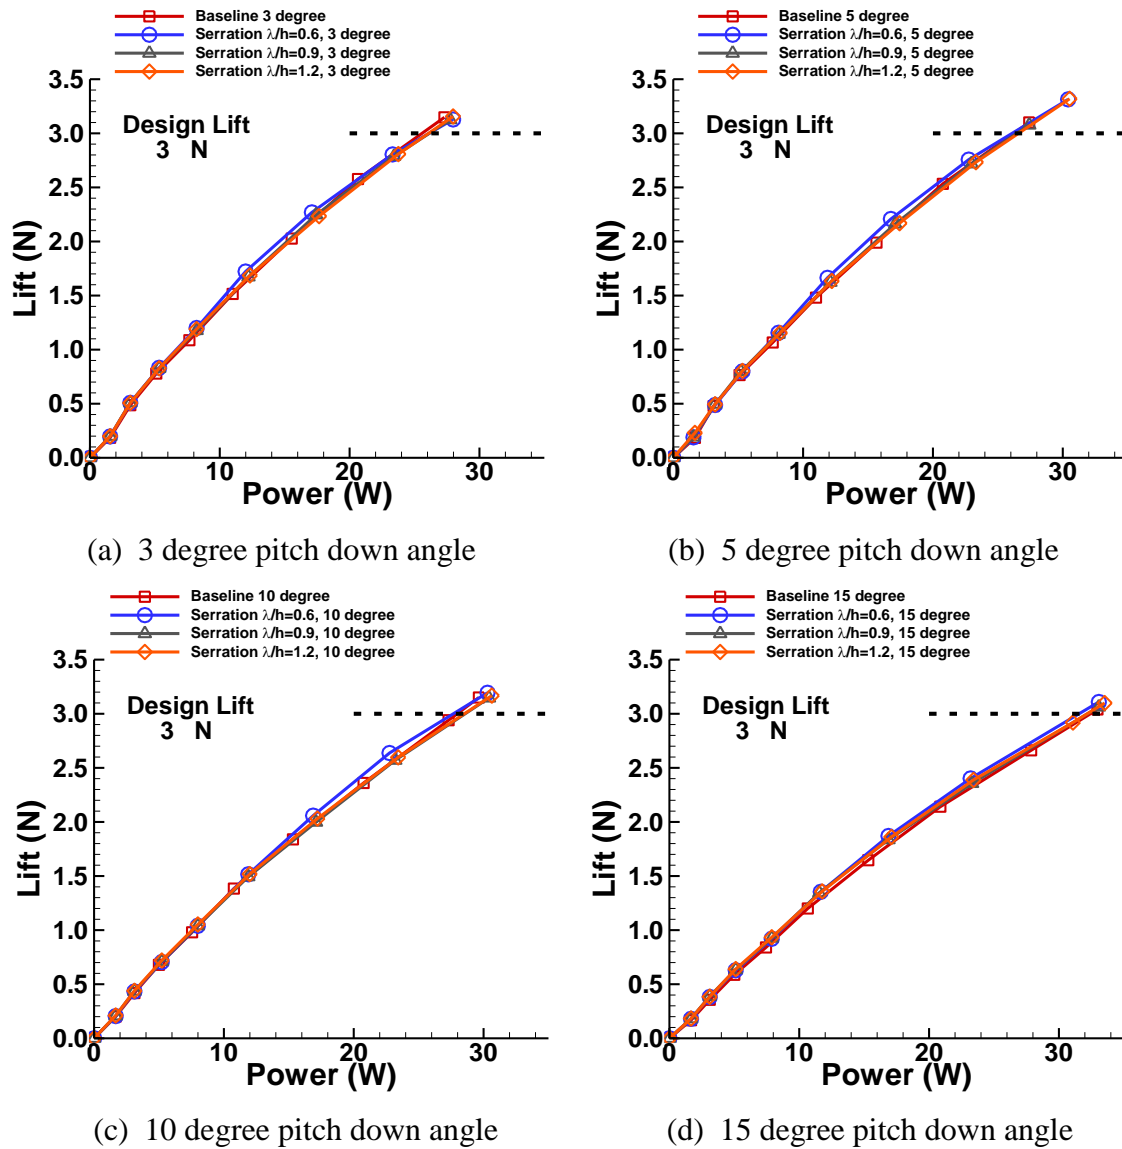 Baseline 3 degree
Serration λ/h=0.6, 3 degree
Serration λ/h=0.9, 3 degree
Serration λ/h=1.2, 3 degree
3.5
3.0
2.5
2.0
1.5
1.0
0.5
0.0
Lift (N)
Design Lift
3 N
0 10 20 30
Power (W)
(a) 3 degree pitch down angle
Baseline 5 degree
Serration λ/h=0.6, 5 degree
Serration λ/h=0.9, 5 degree
Serration λ/h=1.2, 5 degree
3.5
3.0
2.5
2.0
1.5
1.0
0.5
0.0
Lift (N)
Design Lift
3 N
0 10 20 30
Power (W)
(b) 5 degree pitch down angle
Baseline 10 degree
Serration λ/h=0.6, 10 degree
Serration λ/h=0.9, 10 degree
Serration λ/h=1.2, 10 degree
3.5
3.0
2.5
2.0
1.5
1.0
0.5
0.0
Lift (N)
Design Lift
3 N
0 10 20 30
Power (W)
(c) 10 degree pitch down angle
Baseline 15 degree
Serration λ/h=0.6, 15 degree
Serration λ/h=0.9, 15 degree
Serration λ/h=1.2, 15 degree
3.5
3.0
2.5
2.0
1.5
1.0
0.5
0.0
Lift (N)
Design Lift
3 N
0 10 20 30
Power (W)
(d) 15 degree pitch down angle